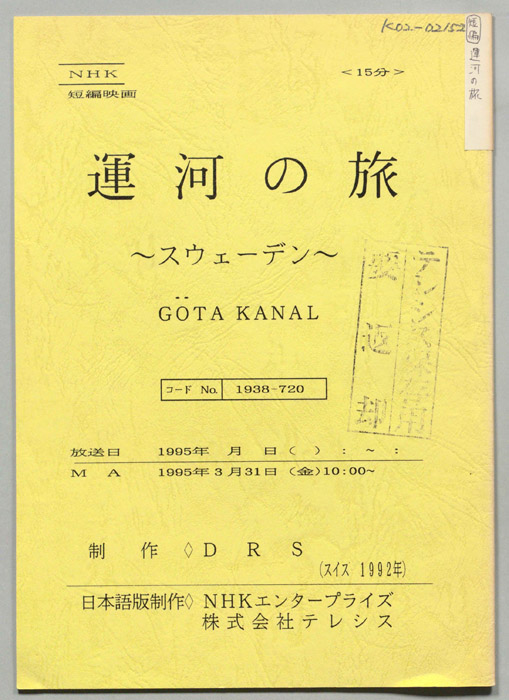 K02-02152
短編 運河の旅
NHK
短編映画
<15分>
運河の旅
~スウェーデン~
GÖTA KANAL
コード No. 1938-720
要返却
放送日 1995年 月 日 ( ) : ~ :
M A 1995年3月31日(金)10:00~
制 作◇DRS
(スイス 1992年)
日本語版制作◇NHKエンタープライズ
株式会社テレシス